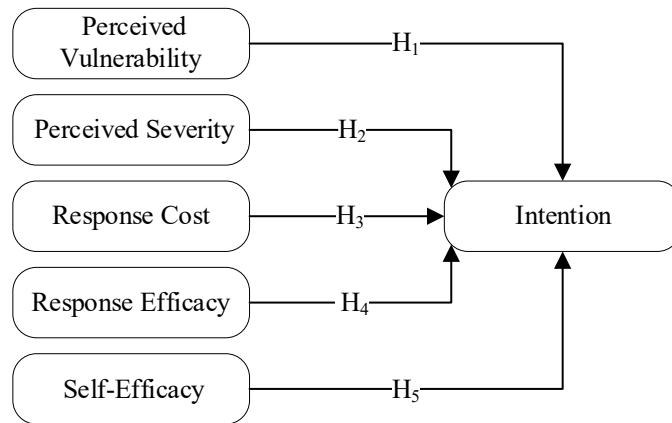 Perceived
Vulnerability
H₁
Perceived Severity
H₂
Response Cost
H₃
Intention
Response Efficacy
H₄
Self-Efficacy
H₅